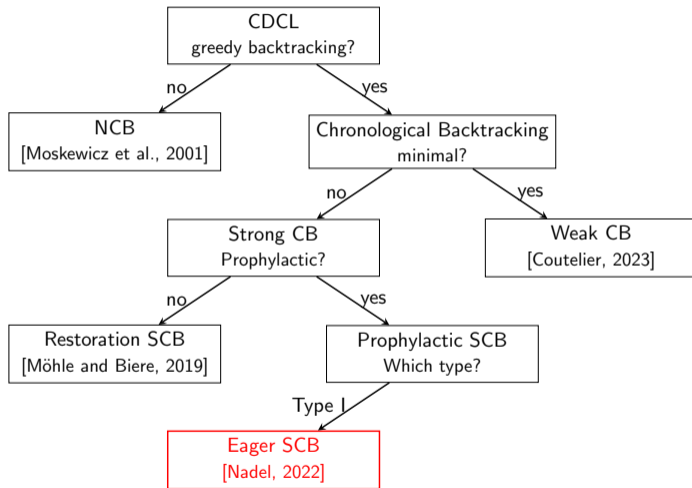 CDCL
greedy backtracking?
no
yes
NCB
[Moskewicz et al., 2001]
Chronological Backtracking
minimal?
no
yes
Strong CB
Prophylactic?
Weak CB
[Coutelier, 2023]
no
yes
Restoration SCB
[Möhle and Biere, 2019]
Prophylactic SCB
Which type?
Type I
Eager SCB
[Nadel, 2022]